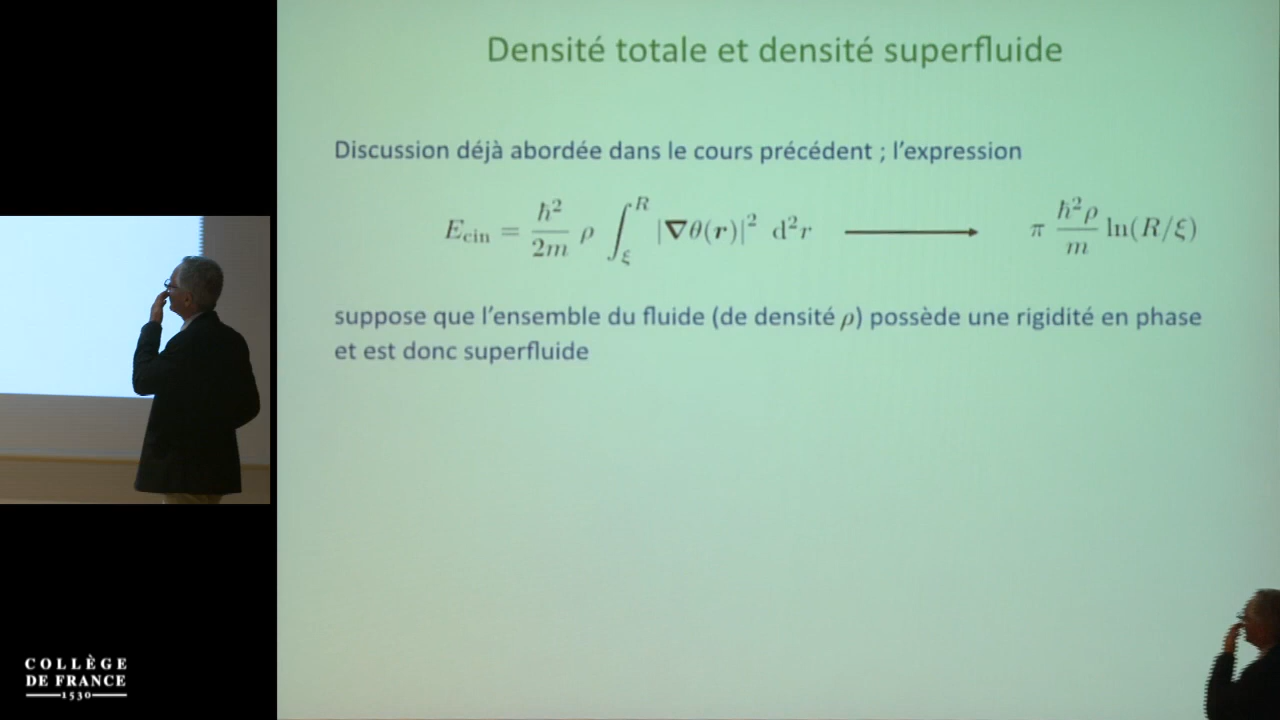 Densité totale et densité superfluide
Discussion déjà abordée dans le cours précédent ; l'expression
E_cin = ħ²/2m ρ ∫_ξ^R |∇θ(r)|² d²r ⟶ π ħ²ρ/m ln(R/ξ)
suppose que l'ensemble du fluide (de densité ρ) possède une rigidité en phase
et est donc superfluide
COLLÈGE
DE FRANCE
1530